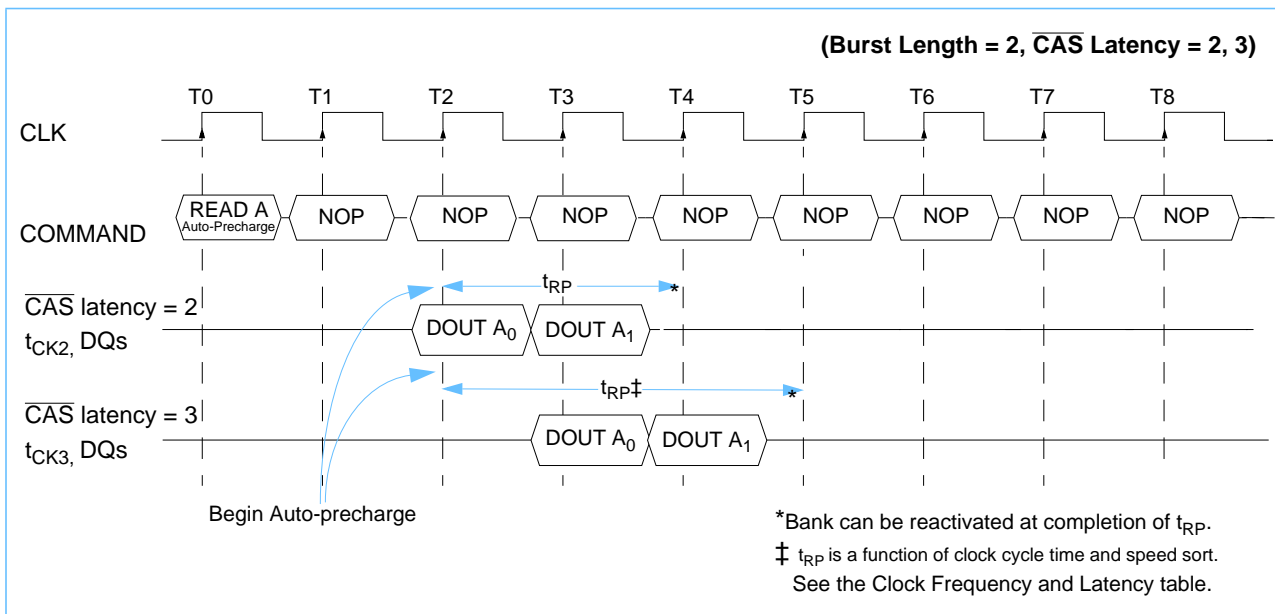 (Burst Length = 2, CAS Latency = 2, 3)
T0 T1 T2 T3 T4 T5 T6 T7 T8
CLK
COMMAND
READ A
Auto-Precharge
NOP NOP NOP NOP NOP NOP NOP NOP
CAS latency = 2
tCK2, DQs
tRP
*
DOUT A0 DOUT A1
CAS latency = 3
tCK3, DQs
tRP‡
*
DOUT A0 DOUT A1
Begin Auto-precharge
*Bank can be reactivated at completion of tRP.
‡ tRP is a function of clock cycle time and speed sort.
See the Clock Frequency and Latency table.